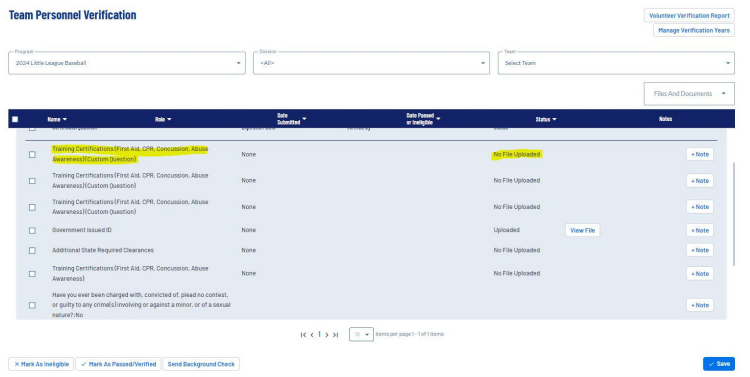 Team Personnel Verification
Volunteer Verification Report
Manage Verification Years
Program
2024 Little League Baseball
Division
<All>
Team
Select Team
Files And Documents
Name Role Date Submitted Date Passed or Ineligible Status Notes
Training Certifications (First Aid, CPR, Concussion, Abuse
Awareness) (Custom Question) None No File Uploaded + Note
Training Certifications (First Aid, CPR, Concussion, Abuse
Awareness) (Custom Question) None No File Uploaded + Note
Training Certifications (First Aid, CPR, Concussion, Abuse
Awareness) (Custom Question) None No File Uploaded + Note
Government Issued ID None Uploaded View File + Note
Additional State Required Clearances None No File Uploaded + Note
Training Certifications (First Aid, CPR, Concussion, Abuse
Awareness) None No File Uploaded + Note
Have you ever been charged with, convicted of, plead no contest,
or guilty to any crime(s) involving or against a minor, or of a sexual
nature?:No + Note
1 10 items per page 1 - 1 of 1 items
Mark As Ineligible Mark As Passed/Verified Send Background Check Save